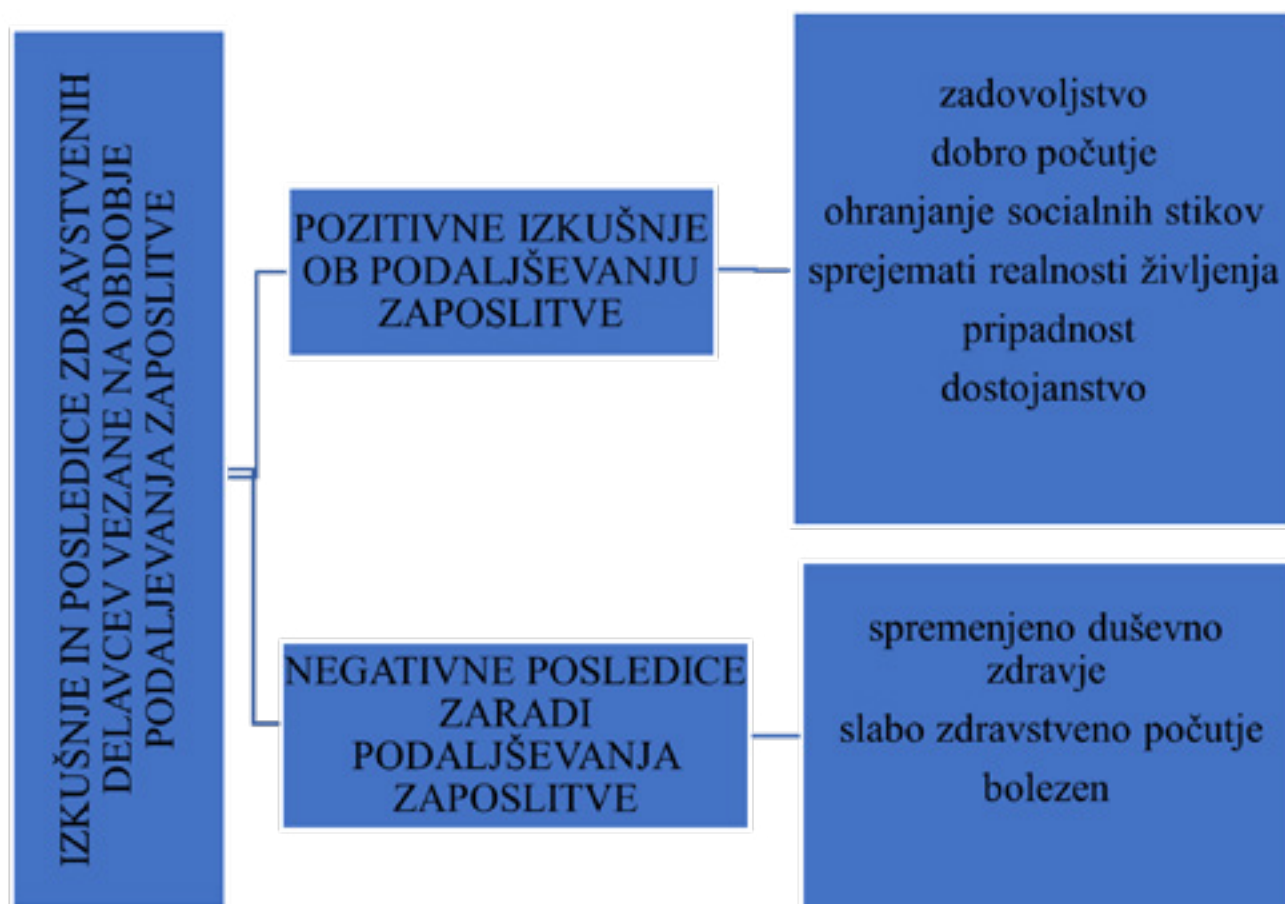 IZKUŠNJE IN POSLEDICE ZDRAVSTVENIH
DELAVCEV VEZANE NA OBDOBJE
PODALJEVANJA ZAPOSLITVE
POZITIVNE IZKUŠNJE
OB PODALJŠEVANJU
ZAPOSLITVE
zadovoljstvo
dobro počutje
ohranjanje socialnih stikov
sprejemati realnosti življenja
pripadnost
dostojanstvo
NEGATIVNE POSLEDICE
ZARADI
PODALJŠEVANJA
ZAPOSLITVE
spremenjeno duševno
zdravje
slabo zdravstveno počutje
bolezen